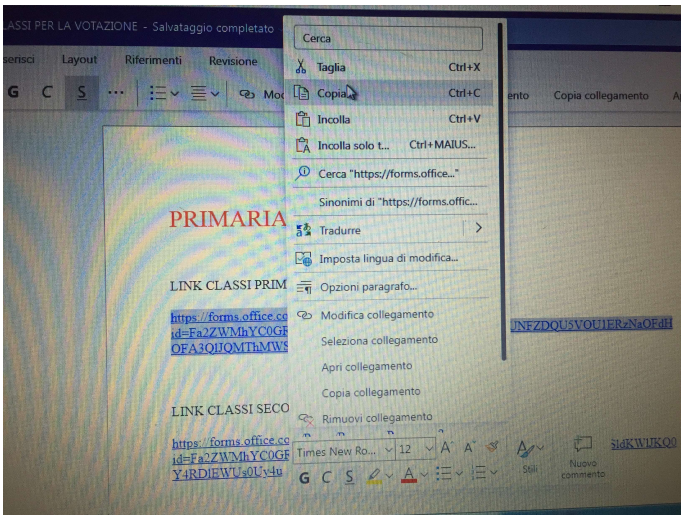 LASSI PER LA VOTAZIONE - Salvataggio completato
serisci Layout Riferimenti Revisione
G C S ... Mod
ento Copia collegamento
Cerca
Taglia Ctrl+X
Copia Ctrl+C
Incolla Ctrl+V
Incolla solo t... Ctrl+MAIUS...
Cerca "https://forms.office..."
Sinonimi di "https://forms.offic...
Tradurre
Imposta lingua di modifica...
Opzioni paragrafo...
Modifica collegamento
Seleziona collegamento
Apri collegamento
Copia collegamento
Rimuovi collegamento
PRIMARIA
LINK CLASSI PRIM
https://forms.office.co
id=Fa2ZWMhYC0GF
OFA3QlJQMThMWS
UNFZDQU5VQU1ERzNaOFdH
LINK CLASSI SECO
https://forms.office.co
id=Fa2ZWMhYC0GF
Y4RDlEWUs0Uy4u
Times New Ro... 12
G C S A
Stili
Nuovo
commento